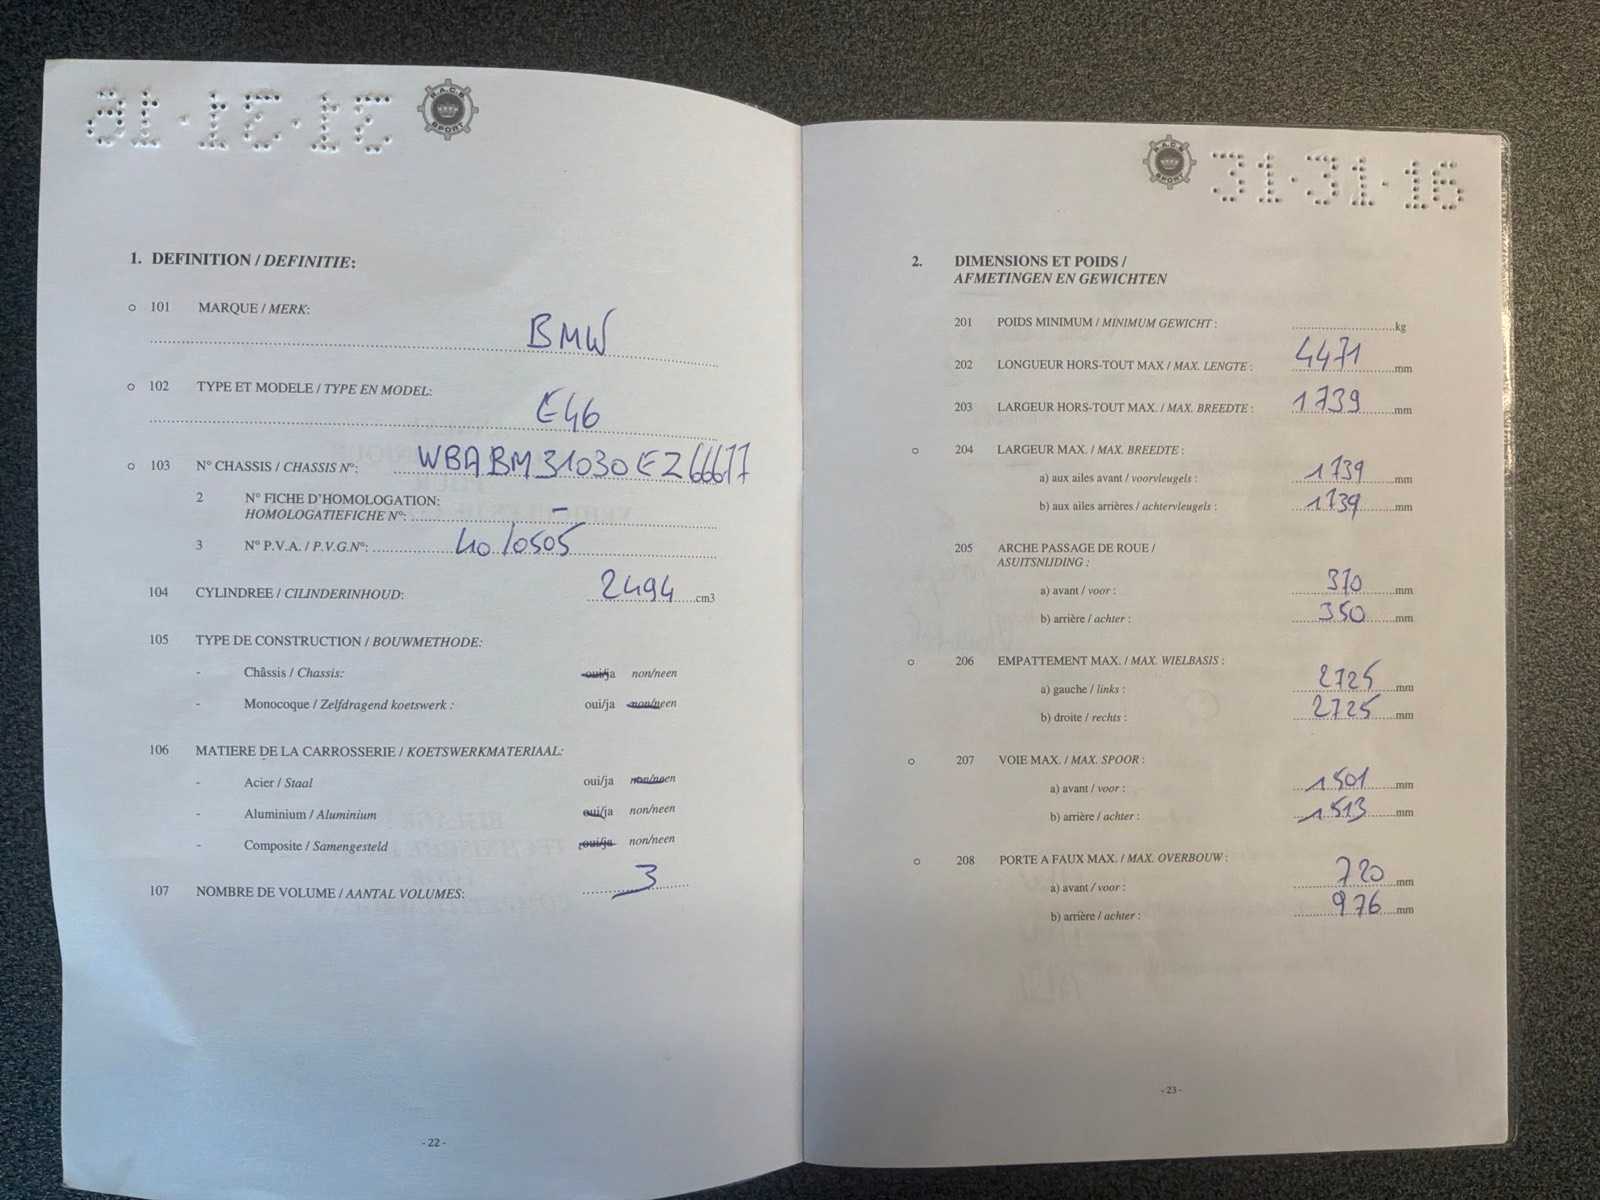 31·31·16
R.A.C.B
SPORT
1. DEFINITION / DEFINITIE:
o 101 MARQUE / MERK:
BMW
o 102 TYPE ET MODELE / TYPE EN MODEL:
E46
o 103 N° CHASSIS / CHASSIS N°: WBABM31030EZ66677
2 N° FICHE D'HOMOLOGATION:
HOMOLOGATIEFICHE N°: –
3 N° P.V.A. / P.V.G.N°: 40/0505
104 CYLINDREE / CILINDERINHOUD: 2494 cm3
105 TYPE DE CONSTRUCTION / BOUWMETHODE:
- Châssis / Chassis: oui/ja non/neen
- Monocoque / Zelfdragend koetswerk : oui/ja non/neen
106 MATIERE DE LA CARROSSERIE / KOETSWERKMATERIAAL:
- Acier / Staal oui/ja non/neen
- Aluminium / Aluminium oui/ja non/neen
- Composite / Samengesteld oui/ja non/neen
107 NOMBRE DE VOLUME / AANTAL VOLUMES: 3
- 22 -
R.A.C.B
SPORT
31·31·16
2. DIMENSIONS ET POIDS /
AFMETINGEN EN GEWICHTEN
201 POIDS MINIMUM / MINIMUM GEWICHT : kg
202 LONGUEUR HORS-TOUT MAX / MAX. LENGTE : 4471 mm
203 LARGEUR HORS-TOUT MAX. / MAX. BREEDTE : 1739 mm
o 204 LARGEUR MAX. / MAX. BREEDTE :
a) aux ailes avant / voorvleugels : 1739 mm
b) aux ailes arrières / achtervleugels : 1739 mm
205 ARCHE PASSAGE DE ROUE /
ASUITSNIJDING :
a) avant / voor : 370 mm
b) arrière / achter : 350 mm
o 206 EMPATTEMENT MAX. / MAX. WIELBASIS :
a) gauche / links : 2725 mm
b) droite / rechts : 2725 mm
o 207 VOIE MAX. / MAX. SPOOR :
a) avant / voor : 1501 mm
b) arrière / achter : 1513 mm
o 208 PORTE A FAUX MAX. / MAX. OVERBOUW :
a) avant / voor : 720 mm
b) arrière / achter : 976 mm
- 23 -